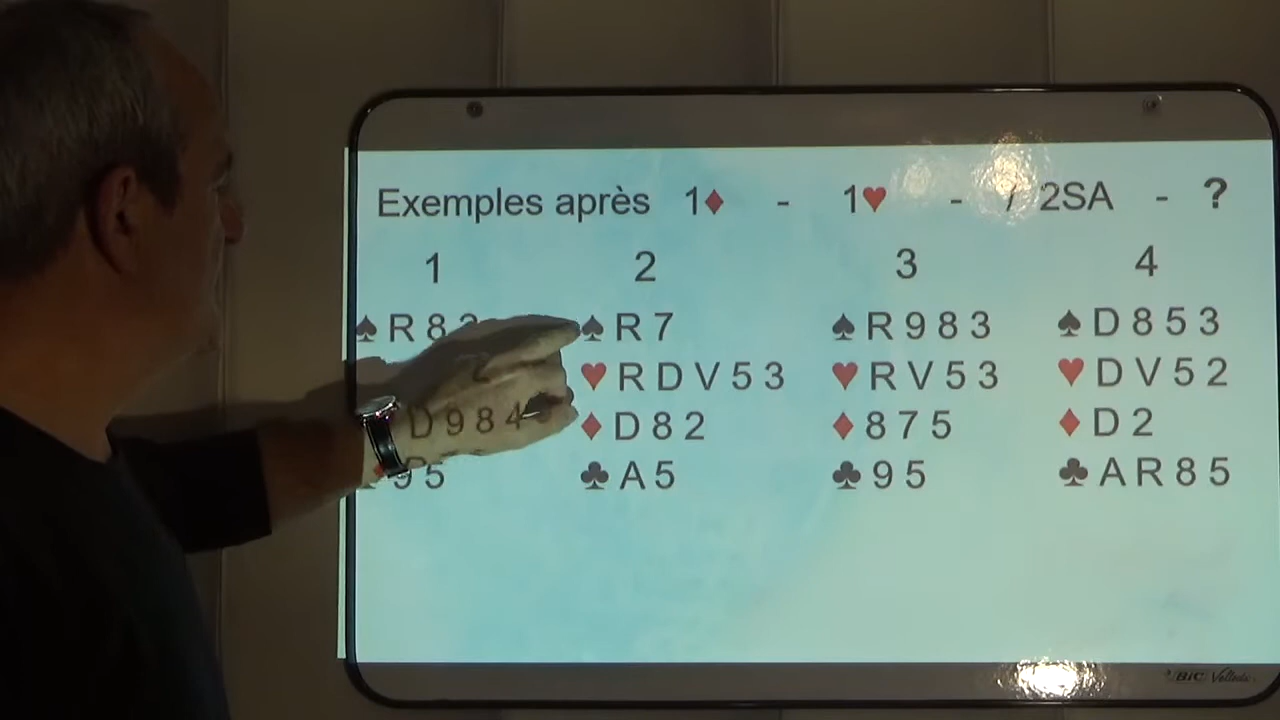 Exemples après 1♦ - 1♥ - / 2SA - ?
1 2 3 4
♠ R 8 ♠ R 7 ♠ R 9 8 3 ♠ D 8 5 3
♥ R D V 5 3 ♥ R V 5 3 ♥ D V 5 2
D 9 8 4 ♦ D 8 2 ♦ 8 7 5 ♦ D 2
9 5 ♣ A 5 ♣ 9 5 ♣ A R 8 5
BIC Velleda